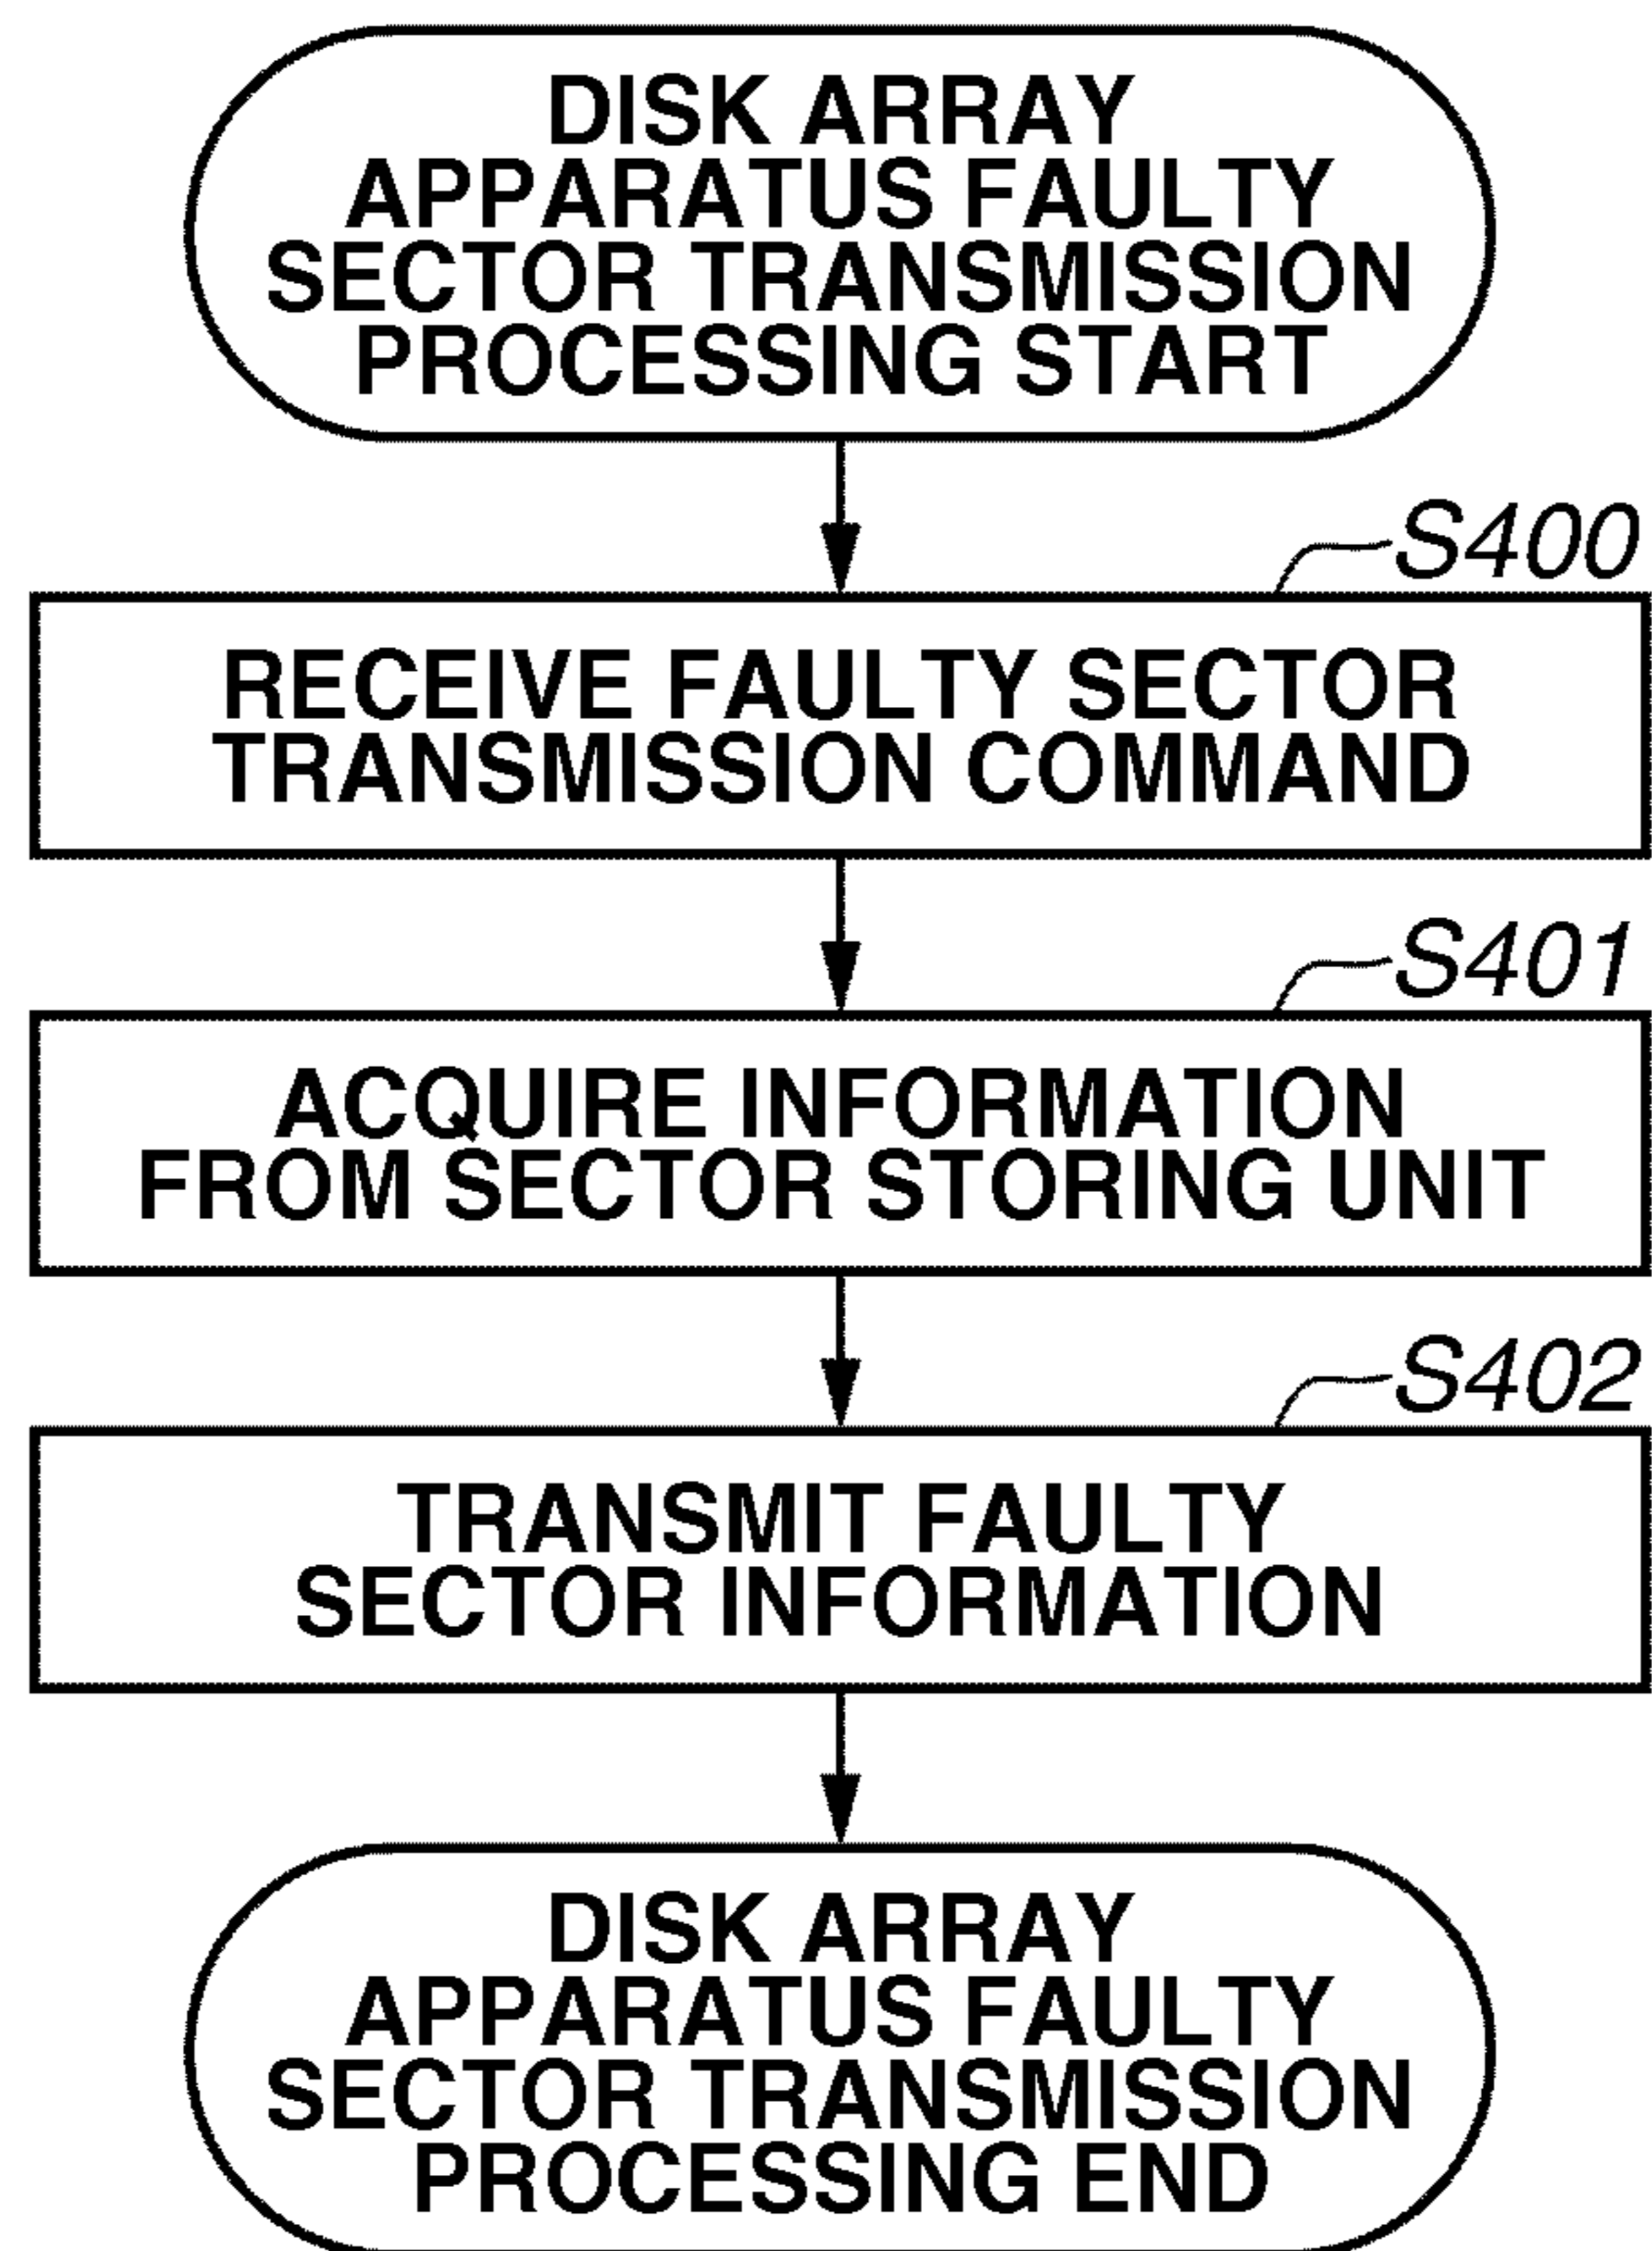 DISK ARRAY
APPARATUS FAULTY
SECTOR TRANSMISSION
PROCESSING START
S400
RECEIVE FAULTY SECTOR
TRANSMISSION COMMAND
S401
ACQUIRE INFORMATION
FROM SECTOR STORING UNIT
S402
TRANSMIT FAULTY
SECTOR INFORMATION
DISK ARRAY
APPARATUS FAULTY
SECTOR TRANSMISSION
PROCESSING END